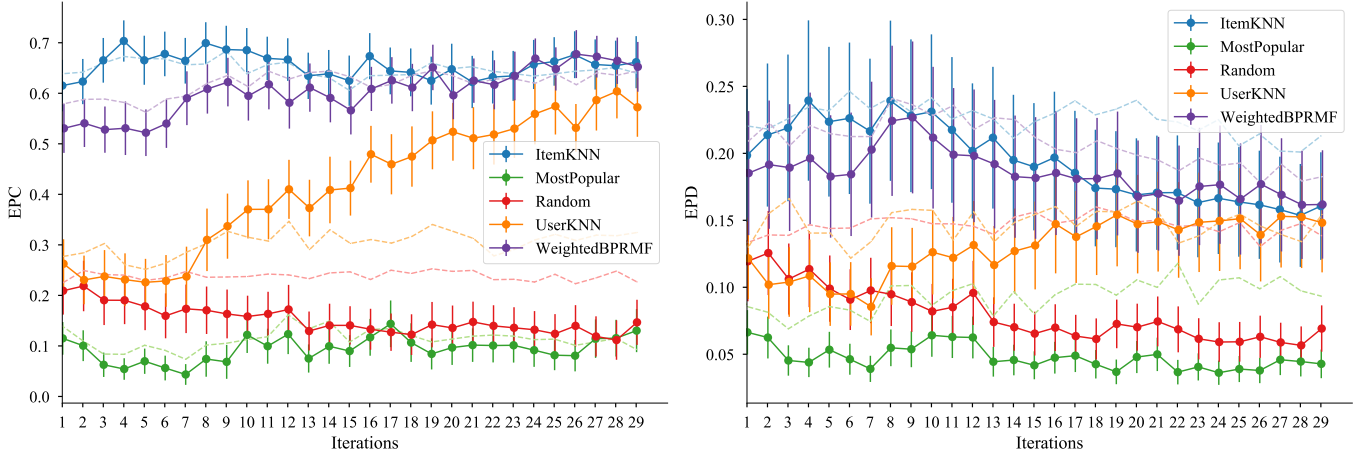 0.7
0.6
0.5
0.4
0.3
0.2
0.1
0.0
EPC
ItemKNN
MostPopular
Random
UserKNN
WeightedBPRMF
1 2 3 4 5 6 7 8 9 10 11 12 13 14 15 16 17 18 19 20 21 22 23 24 25 26 27 28 29
Iterations
0.30
0.25
0.20
0.15
0.10
0.05
EPD
ItemKNN
MostPopular
Random
UserKNN
WeightedBPRMF
1 2 3 4 5 6 7 8 9 10 11 12 13 14 15 16 17 18 19 20 21 22 23 24 25 26 27 28 29
Iterations